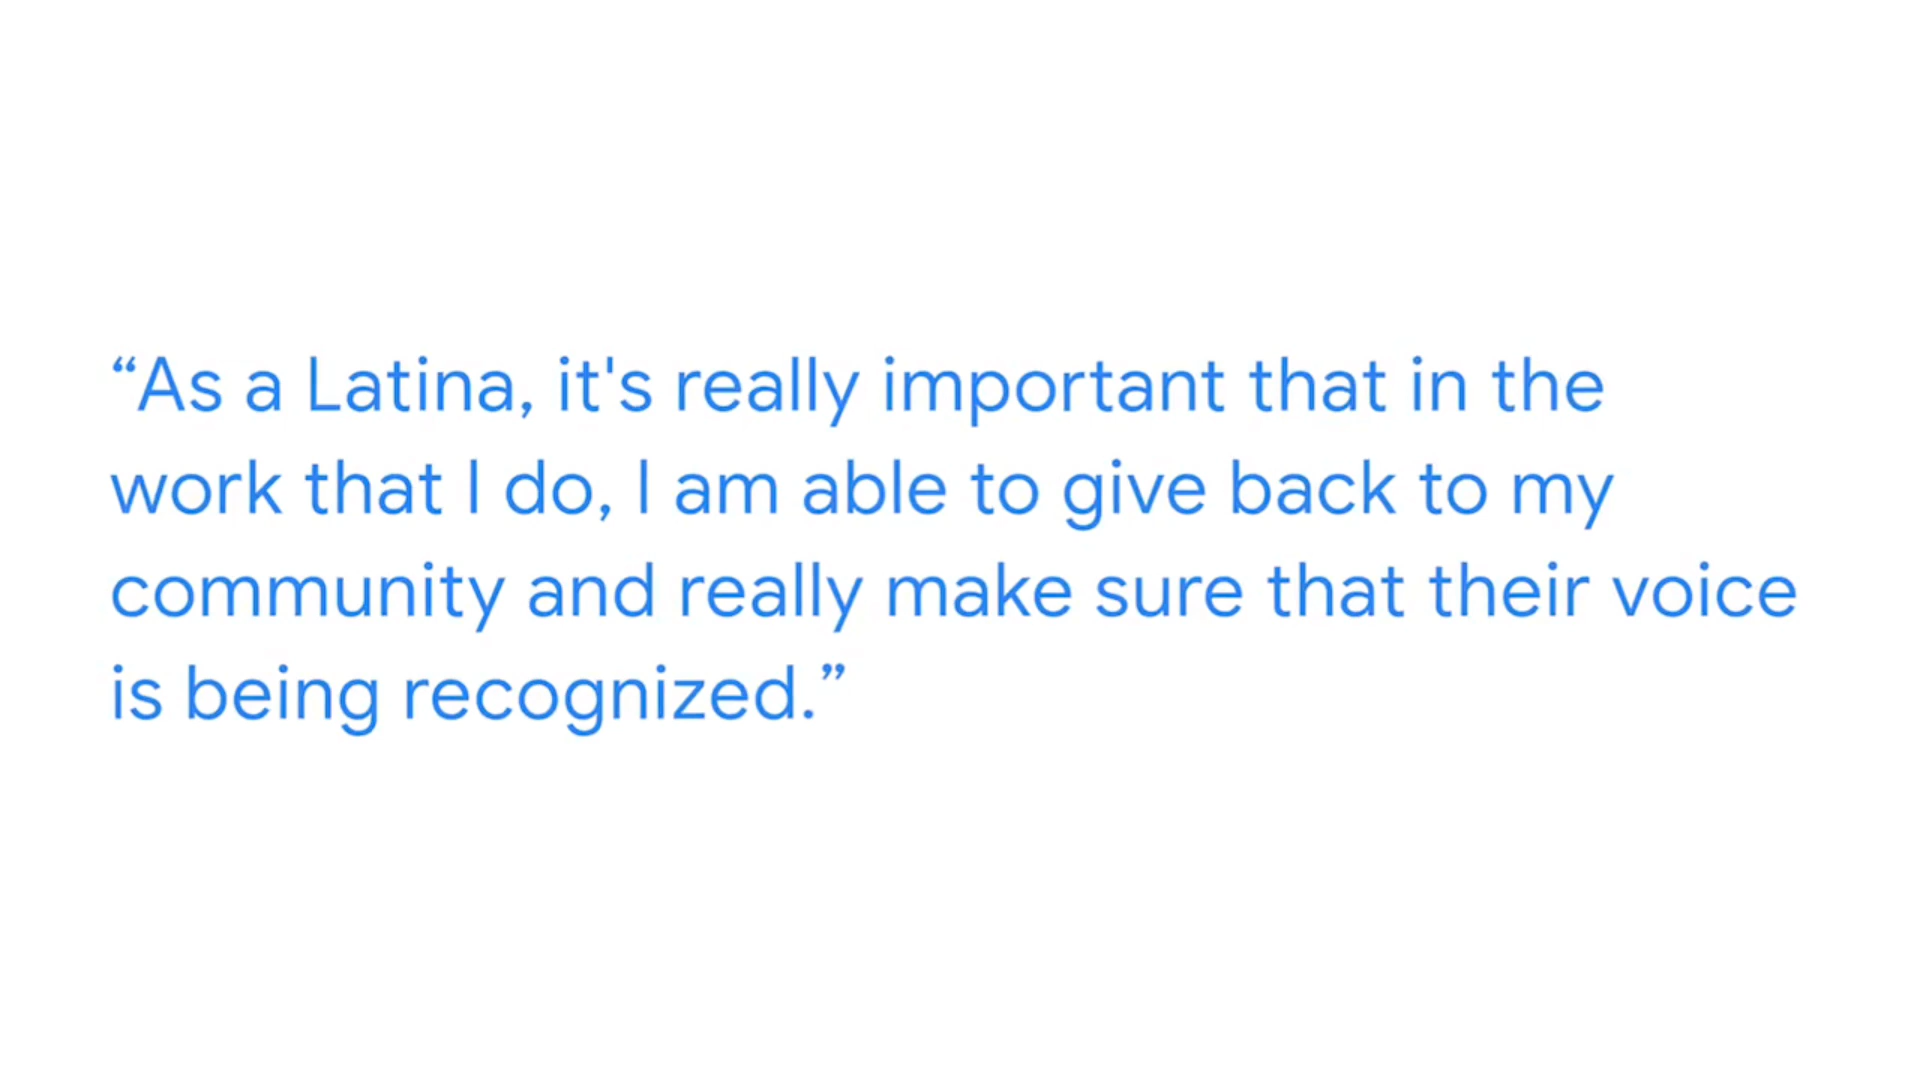 “As a Latina, it's really important that in the
work that I do, I am able to give back to my
community and really make sure that their voice
is being recognized.”